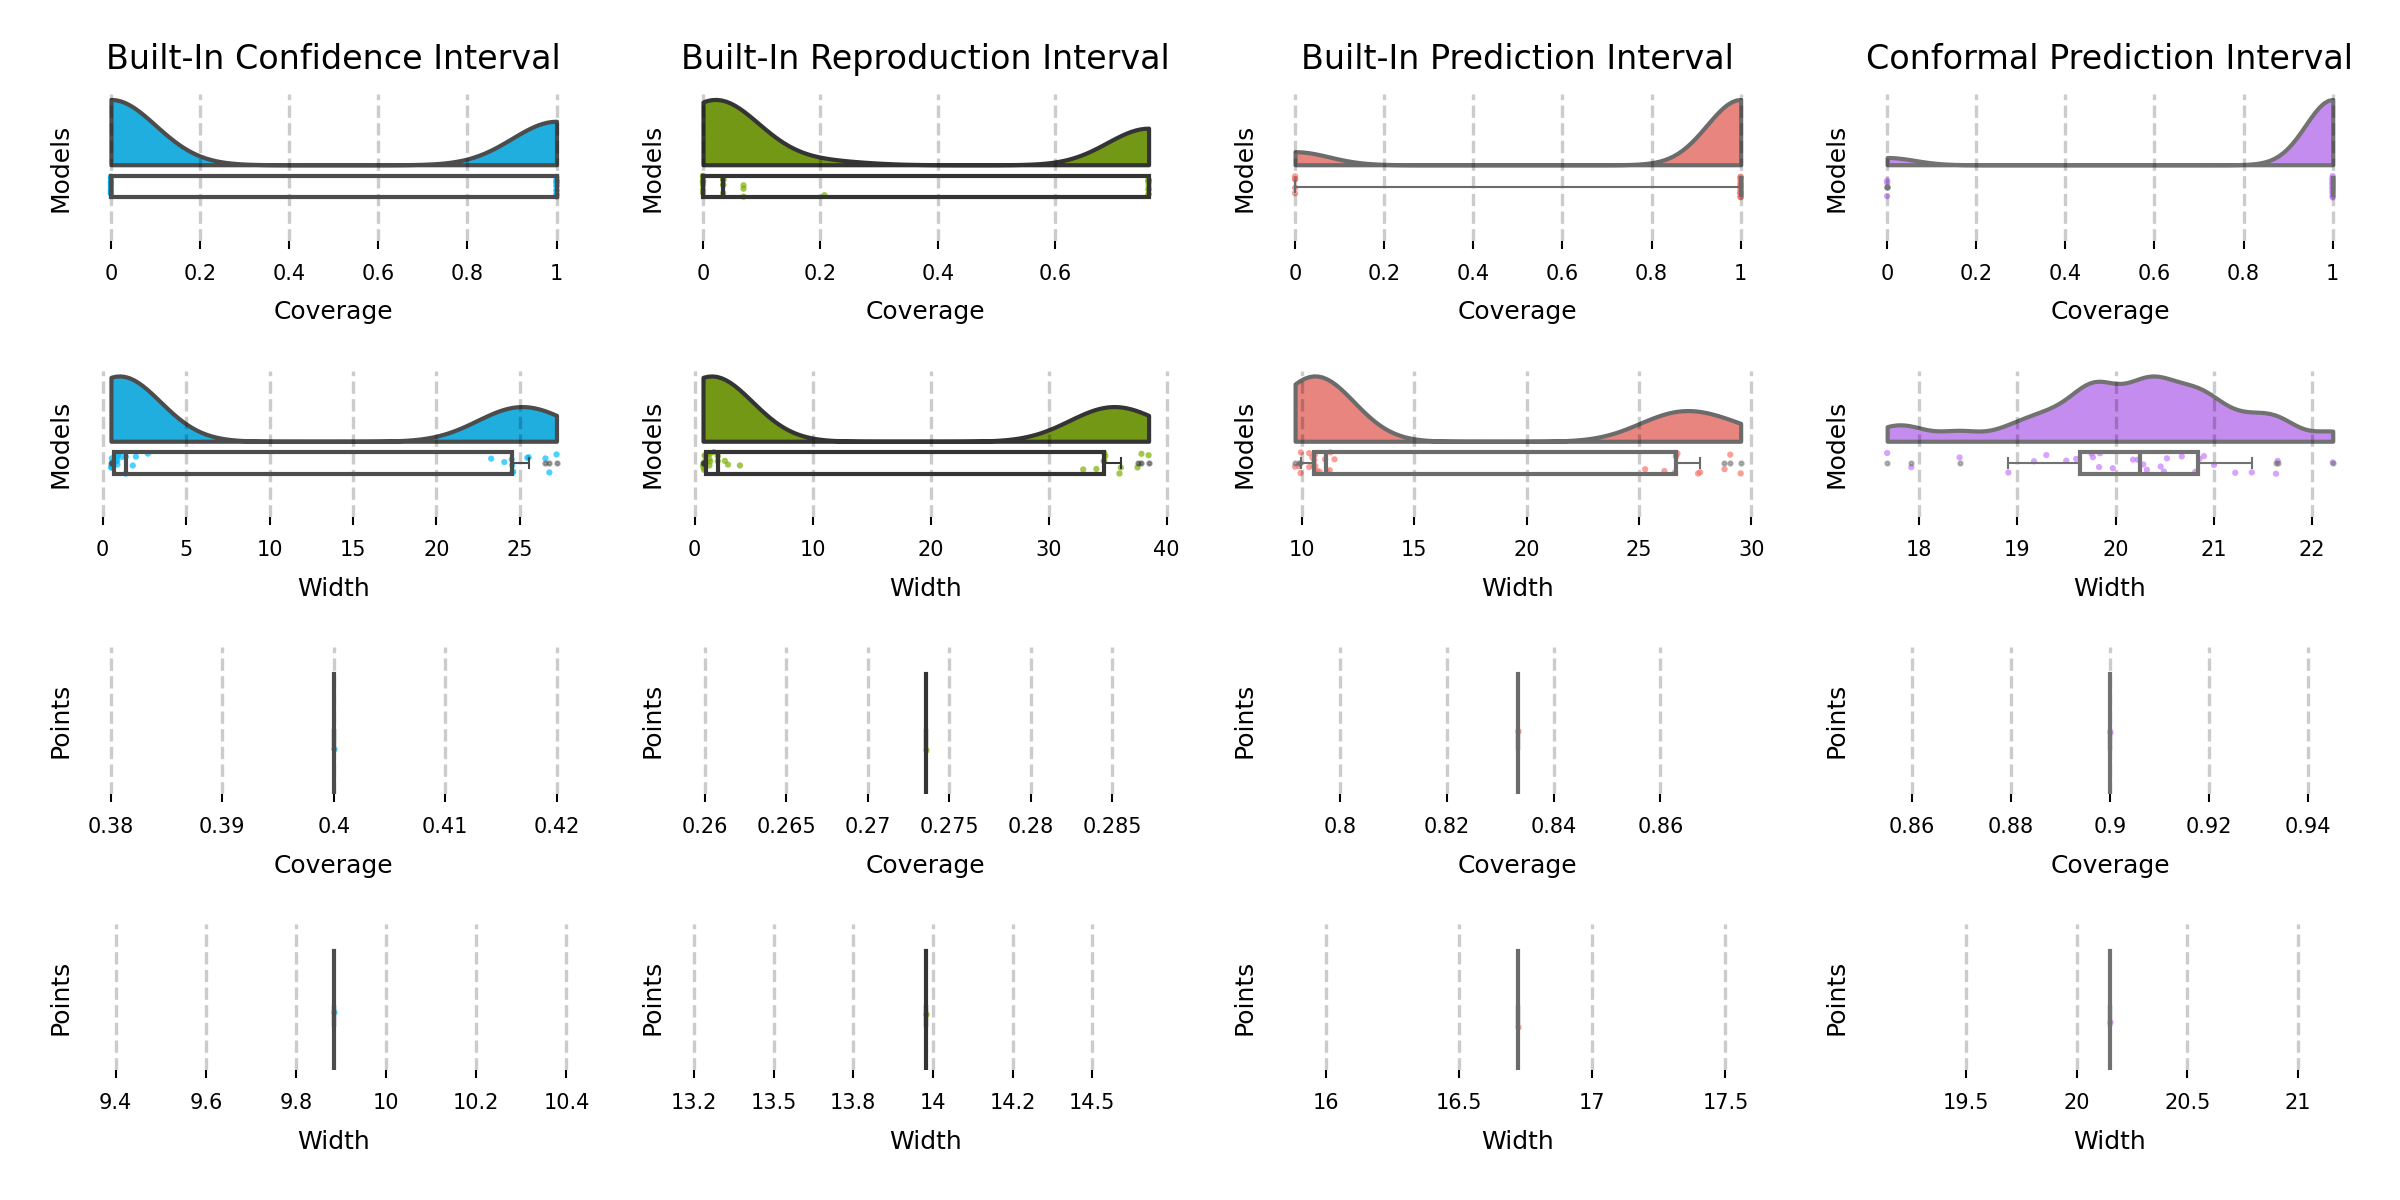 Built-In Confidence Interval Built-In Reproduction Interval Built-In Prediction Interval Conformal Prediction Interval
Models Models Models Models
0 0.2 0.4 0.6 0.8 1 0 0.2 0.4 0.6 0 0.2 0.4 0.6 0.8 1 0 0.2 0.4 0.6 0.8 1
Coverage Coverage Coverage Coverage
Models Models Models Models
0 5 10 15 20 25 0 10 20 30 40 10 15 20 25 30 18 19 20 21 22
Width Width Width Width
Points Points Points Points
0.38 0.39 0.4 0.41 0.42 0.26 0.265 0.27 0.275 0.28 0.285 0.8 0.82 0.84 0.86 0.86 0.88 0.9 0.92 0.94
Coverage Coverage Coverage Coverage
Points Points Points Points
9.4 9.6 9.8 10 10.2 10.4 13.2 13.5 13.8 14 14.2 14.5 16 16.5 17 17.5 19.5 20 20.5 21
Width Width Width Width